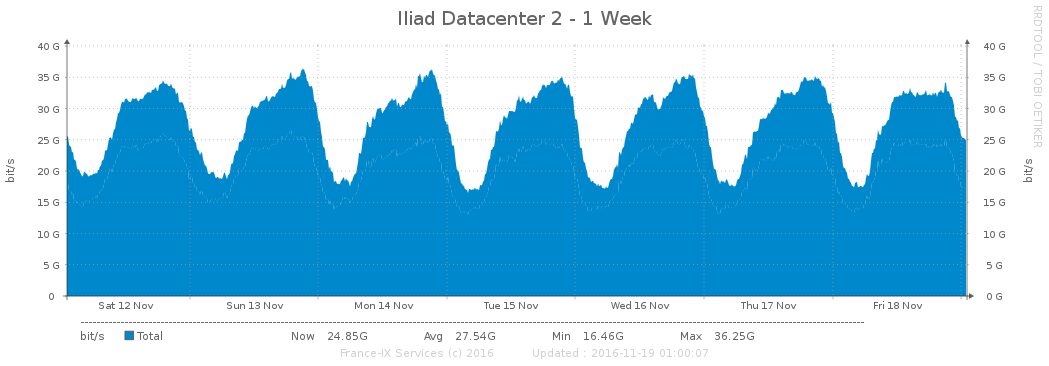 Iliad Datacenter 2 - 1 Week
RRDTOOL / TOBI OETIKER
bit/s
40 G 40 G
35 G 35 G
30 G 30 G
25 G 25 G
20 G 20 G
15 G 15 G
10 G 10 G
5 G 5 G
0 0 G
bit/s
Sat 12 Nov Sun 13 Nov Mon 14 Nov Tue 15 Nov Wed 16 Nov Thu 17 Nov Fri 18 Nov
bit/s Total Now 24.85G Avg 27.54G Min 16.46G Max 36.25G
France-IX Services (c) 2016 Updated : 2016-11-19 01:00:07